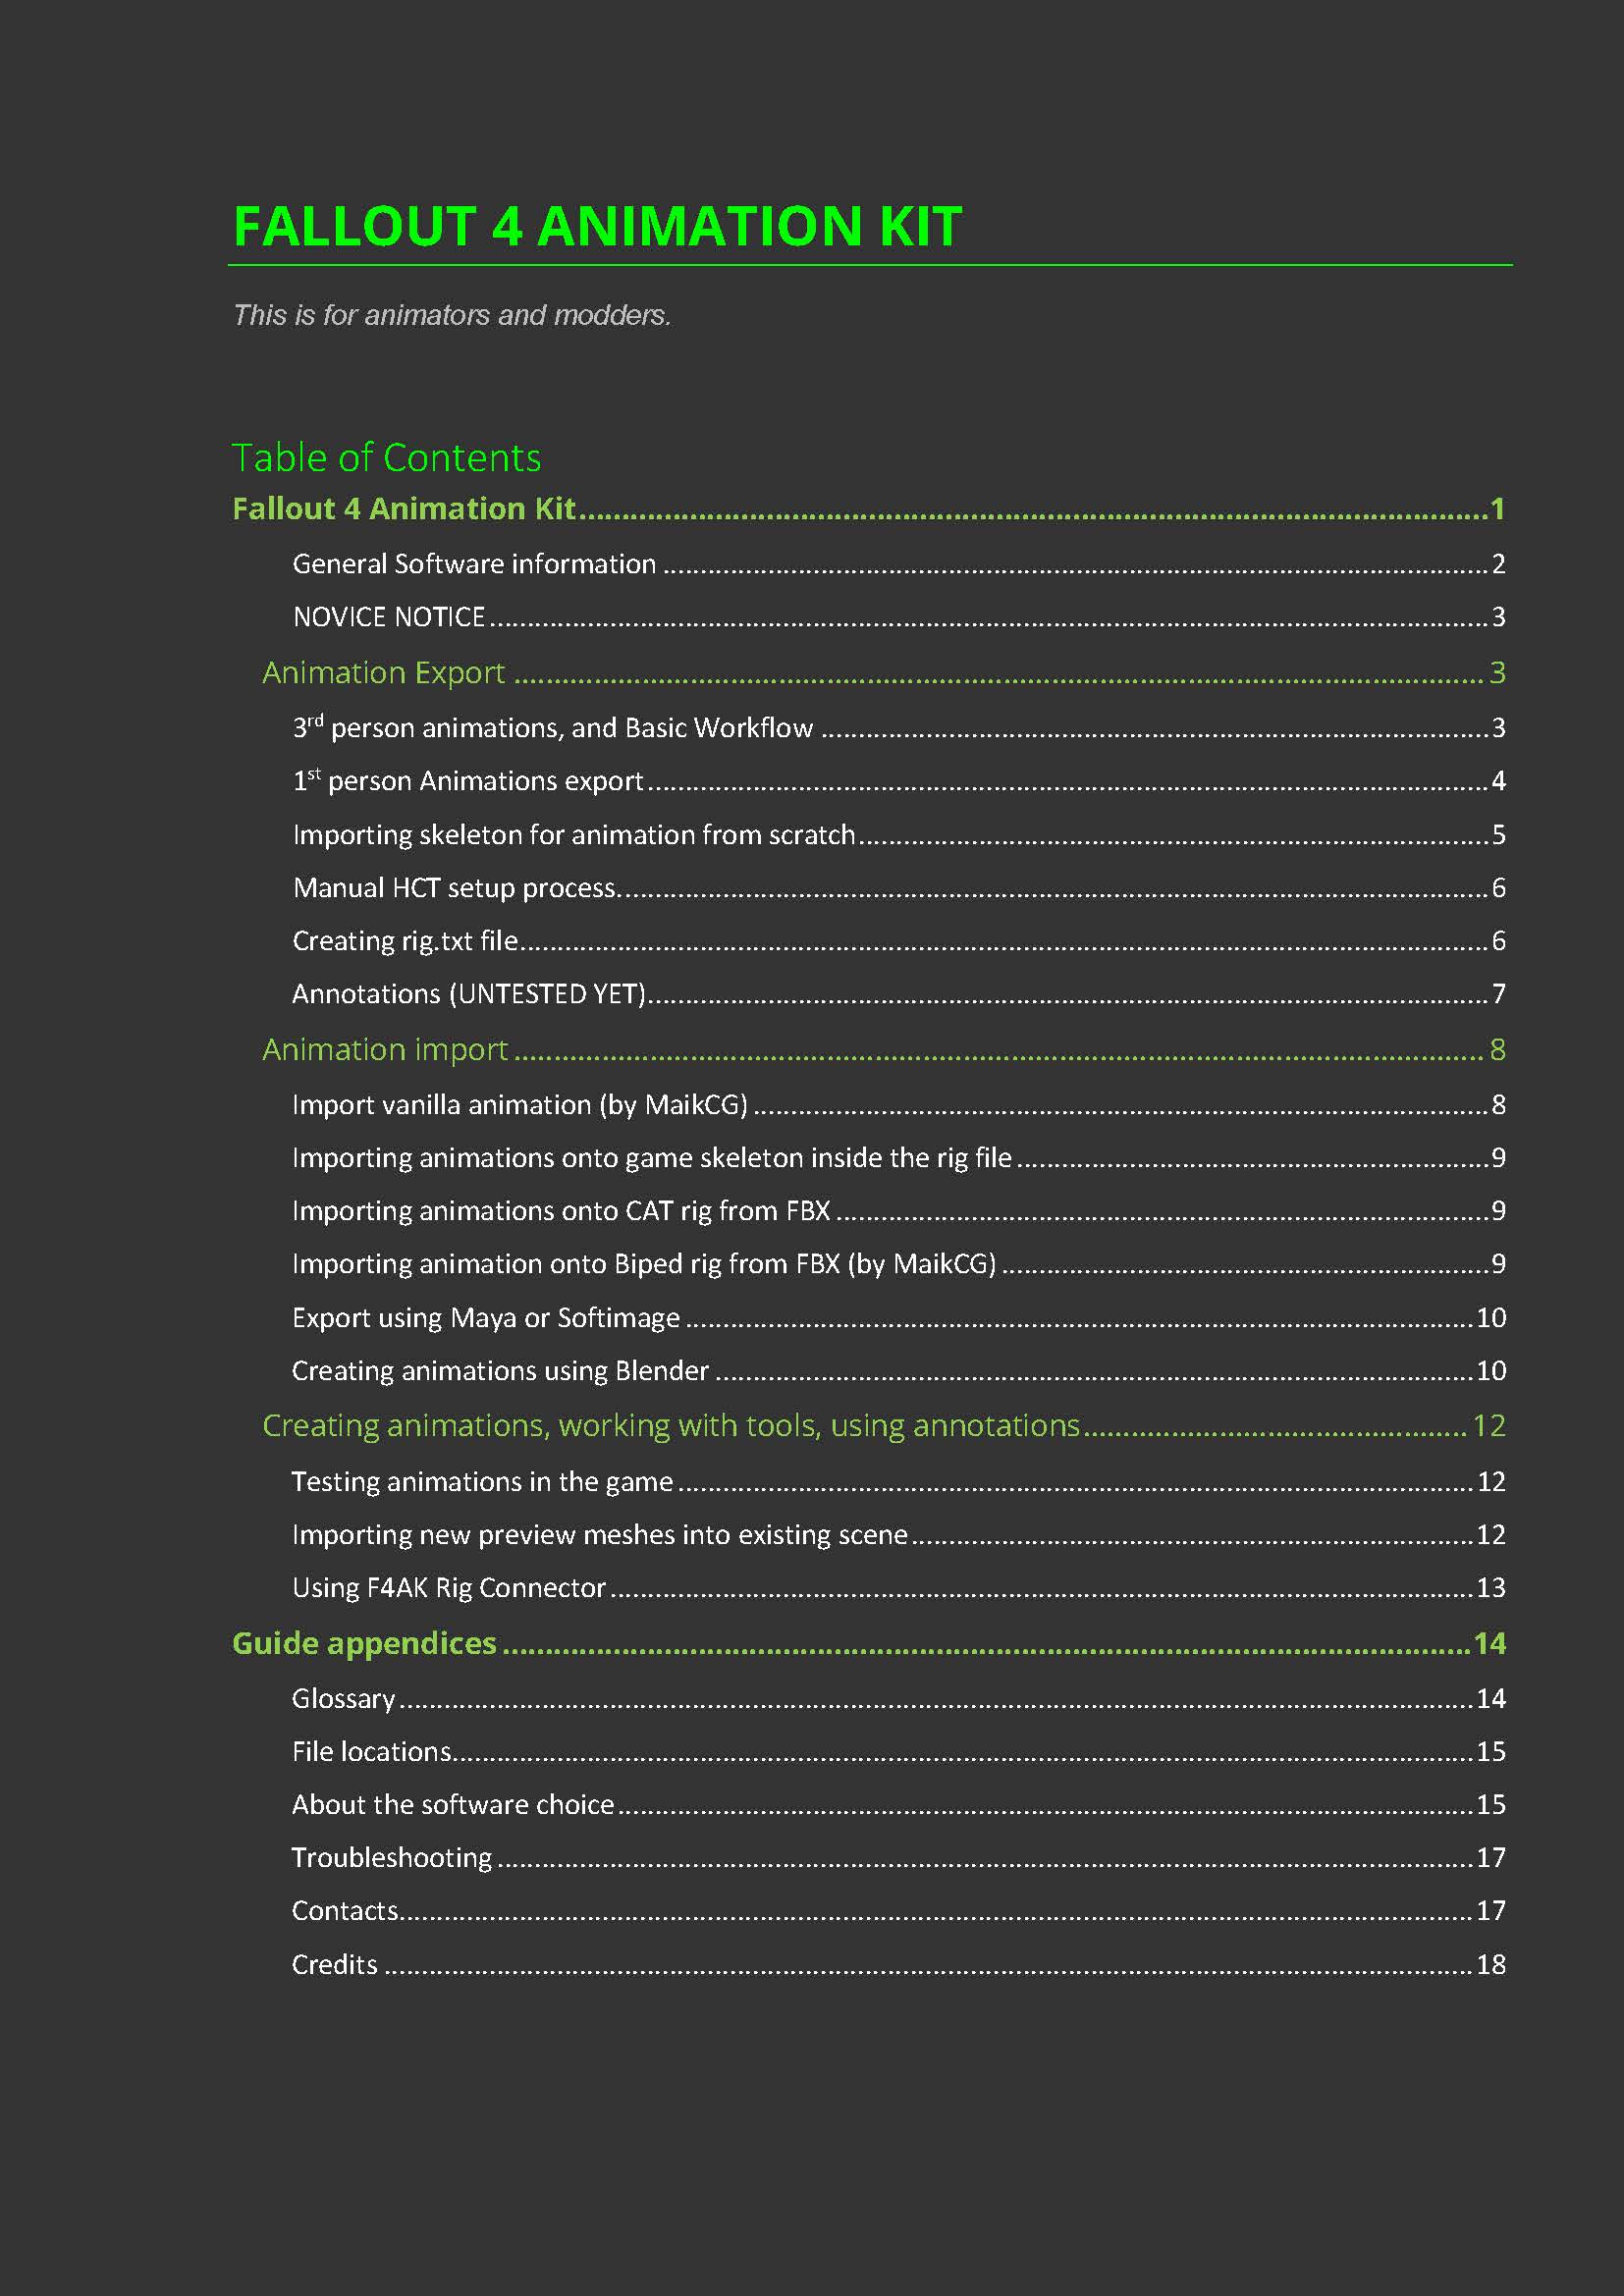 FALLOUT 4 ANIMATION KIT
This is for animators and modders.
Table of Contents
Fallout 4 Animation Kit 1
General Software information 2
NOVICE NOTICE 3
Animation Export 3
3rd person animations, and Basic Workflow 3
1st person Animations export 4
Importing skeleton for animation from scratch 5
Manual HCT setup process 6
Creating rig.txt file 6
Annotations (UNTESTED YET) 7
Animation import 8
Import vanilla animation (by MaikCG) 8
Importing animations onto game skeleton inside the rig file 9
Importing animations onto CAT rig from FBX 9
Importing animation onto Biped rig from FBX (by MaikCG) 9
Export using Maya or Softimage 10
Creating animations using Blender 10
Creating animations, working with tools, using annotations 12
Testing animations in the game 12
Importing new preview meshes into existing scene 12
Using F4AK Rig Connector 13
Guide appendices 14
Glossary 14
File locations 15
About the software choice 15
Troubleshooting 17
Contacts 17
Credits 18